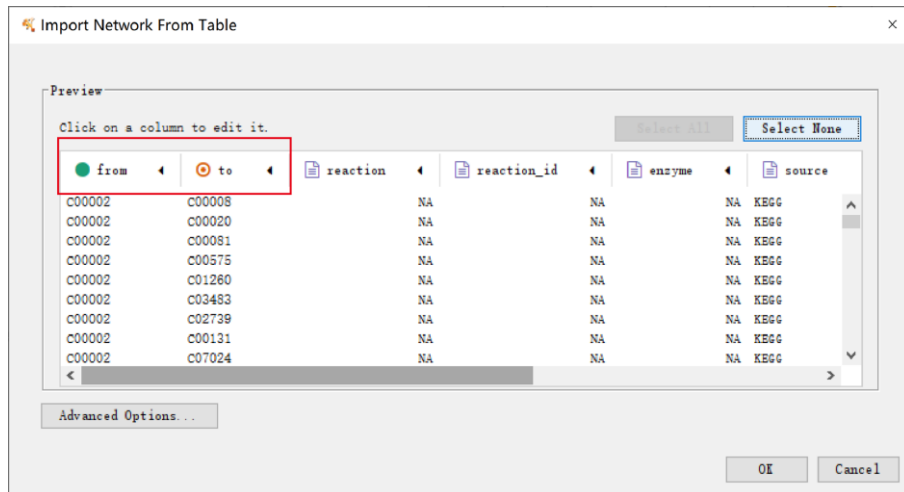 Import Network From Table
Preview
Click on a column to edit it.
Select All
Select None
from to reaction reaction_id enzyme source
C00002 C00008 NA NA NA KEGG
C00002 C00020 NA NA NA KEGG
C00002 C00081 NA NA NA KEGG
C00002 C00575 NA NA NA KEGG
C00002 C01260 NA NA NA KEGG
C00002 C03483 NA NA NA KEGG
C00002 C02739 NA NA NA KEGG
C00002 C00131 NA NA NA KEGG
C00002 C07024 NA NA NA KEGG
Advanced Options...
OK
Cancel